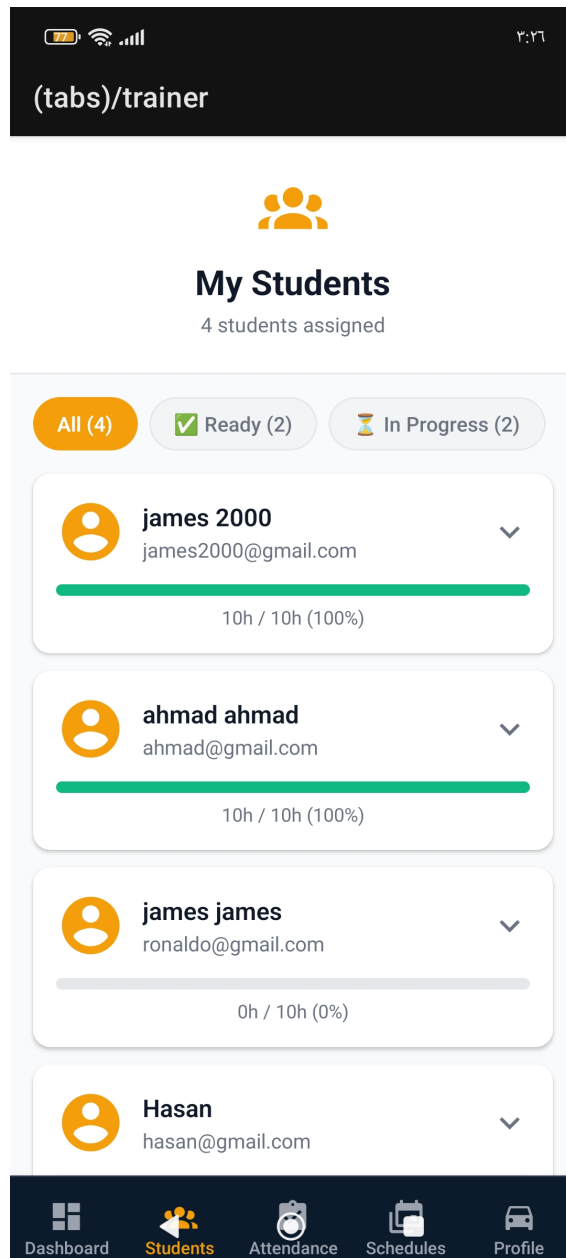 77
٣:٢٦
(tabs)/trainer
My Students
4 students assigned
All (4)
✅ Ready (2)
⏳ In Progress (2)
james 2000
james2000@gmail.com
10h / 10h (100%)
ahmad ahmad
ahmad@gmail.com
10h / 10h (100%)
james james
ronaldo@gmail.com
0h / 10h (0%)
Hasan
hasan@gmail.com
Dashboard
Students
Attendance
Schedules
Profile